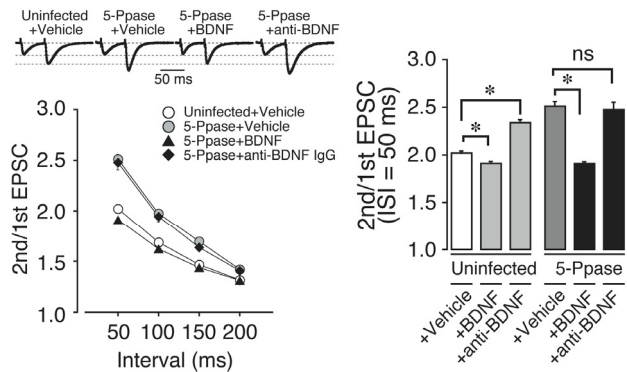 Uninfected 5-Ppase 5-Ppase 5-Ppase
+Vehicle +Vehicle +BDNF +anti-BDNF
50 ms
2nd/1st EPSC
3.0
2.5
2.0
1.5
1.0
Uninfected+Vehicle
5-Ppase+Vehicle
5-Ppase+BDNF
5-Ppase+anti-BDNF IgG
50 100 150 200
Interval (ms)
2nd/1st EPSC
(ISI = 50 ms)
3.0
2.5
2.0
1.5
1.0
ns
* *
*
Uninfected 5-Ppase
+Vehicle
+BDNF
+anti-BDNF
+Vehicle
+BDNF
+anti-BDNF